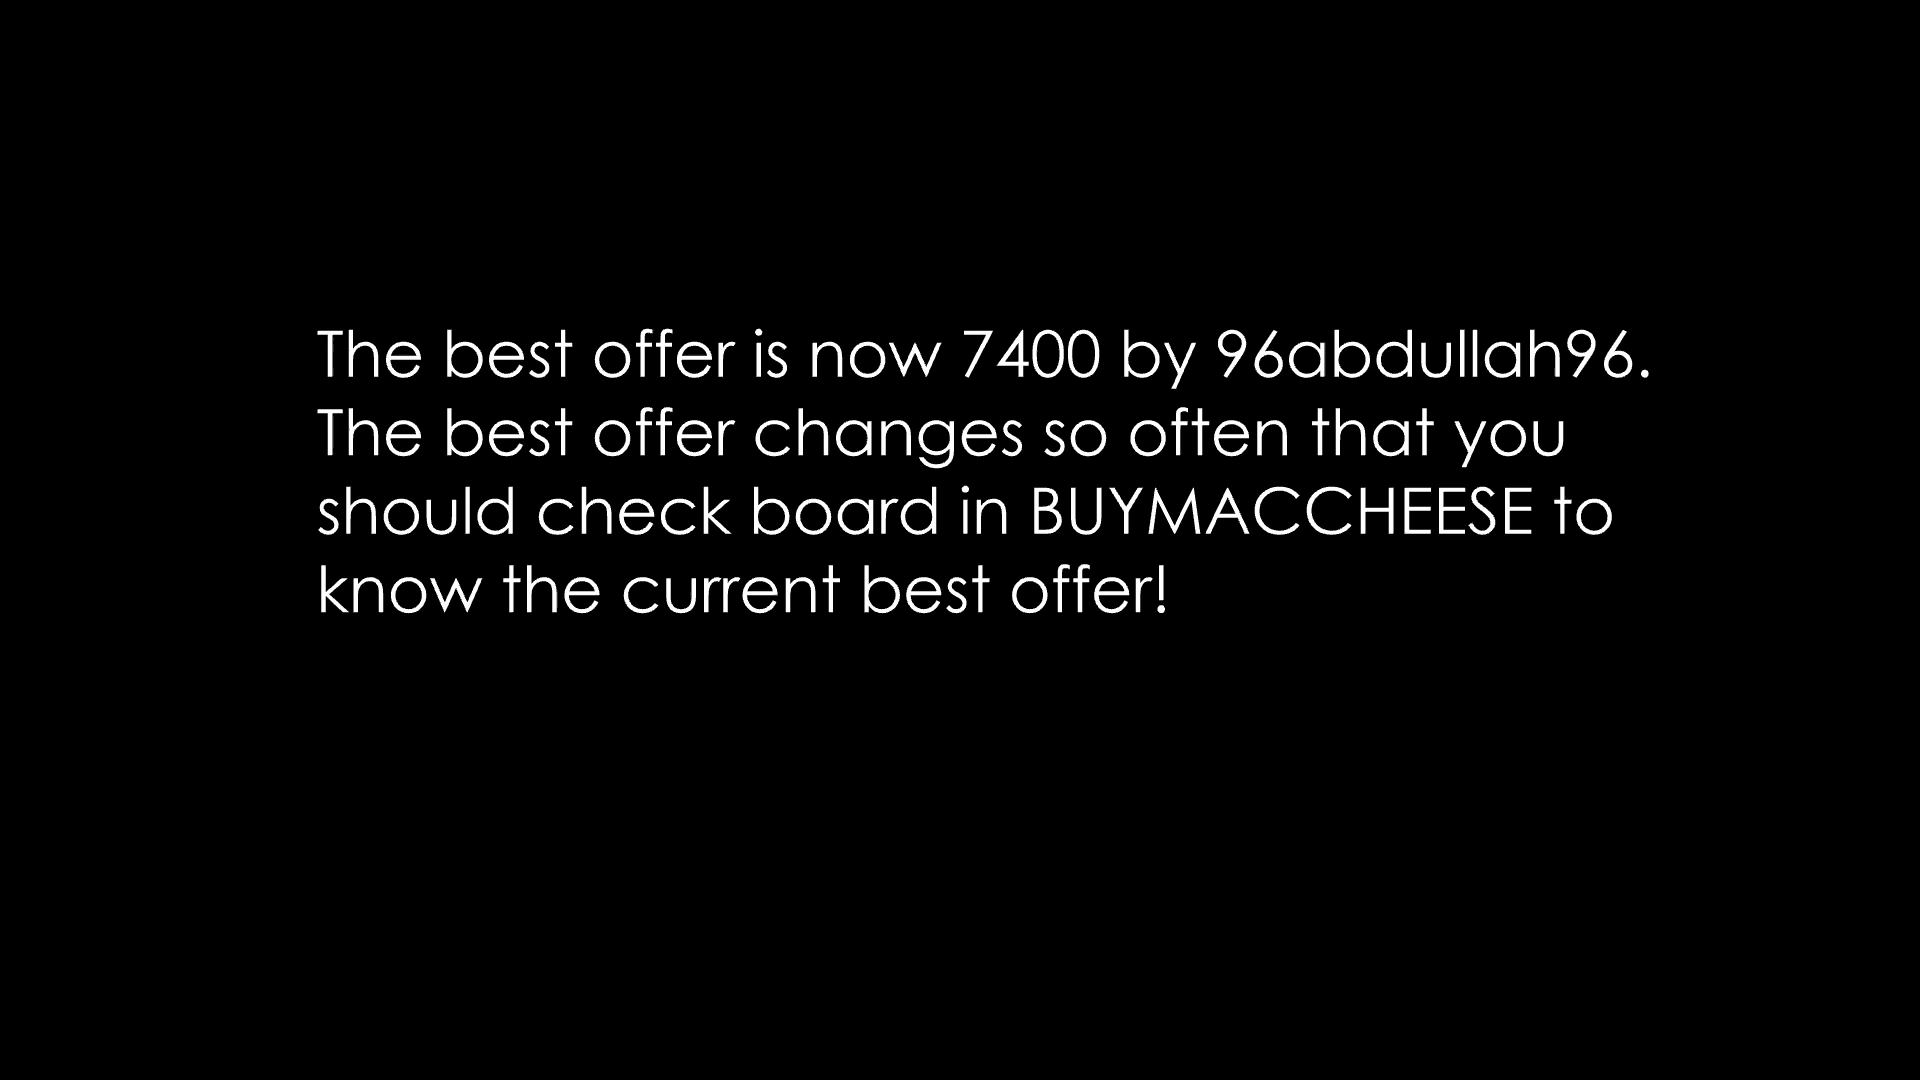 The best offer is now 7400 by 96abdullah96.
The best offer changes so often that you
should check board in BUYMACCHEESE to
know the current best offer!